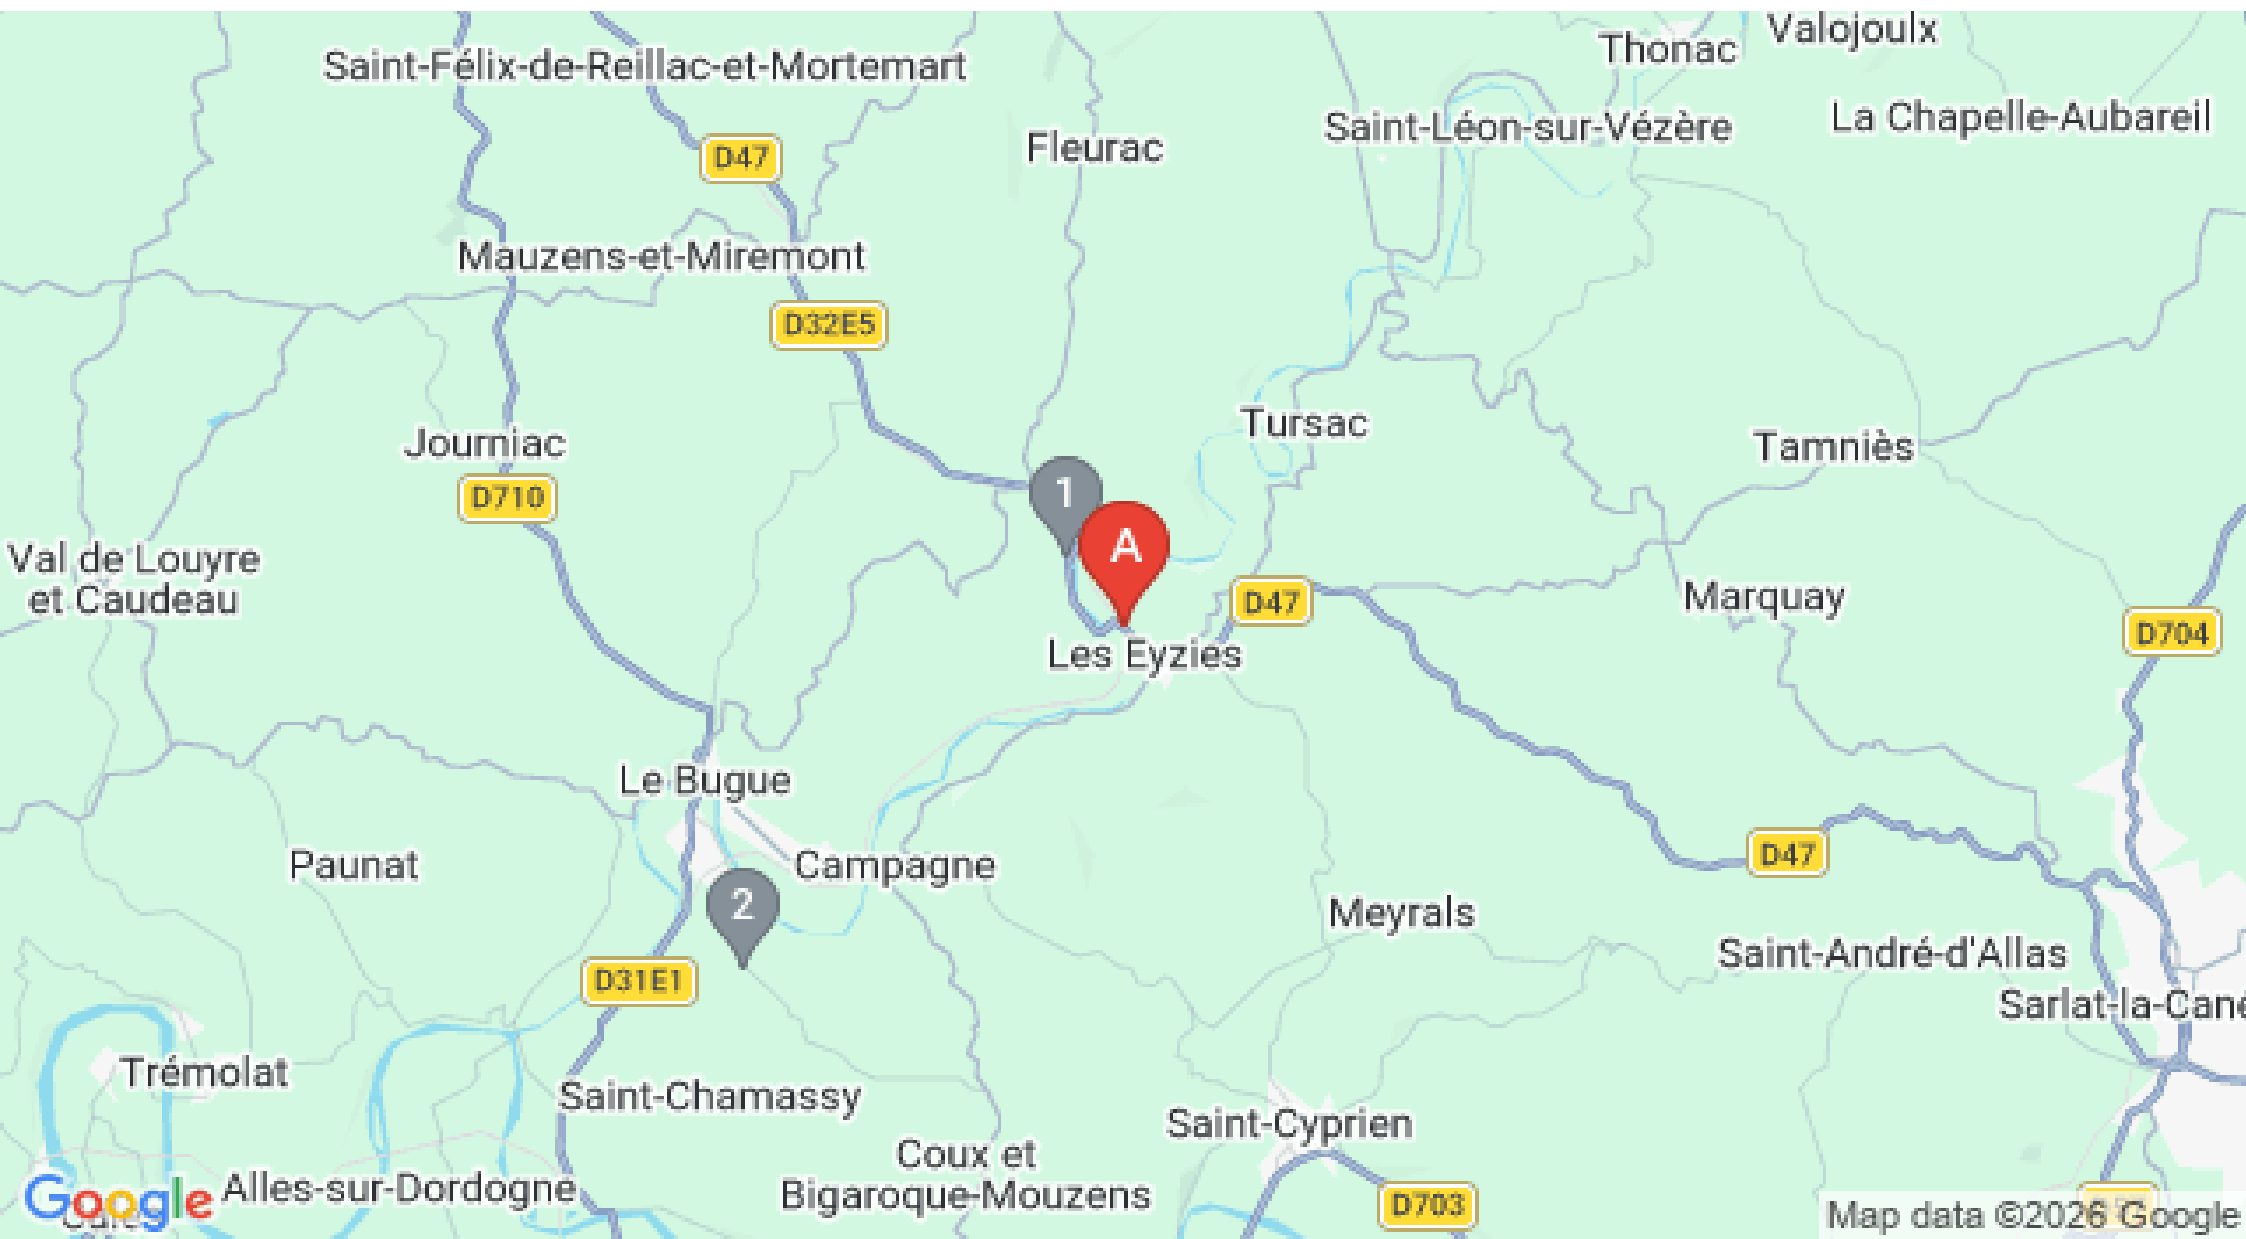 Valojoulx
Thonac
Saint-Félix-de-Reillac-et-Mortemart
La Chapelle-Aubareil
Saint-Léon-sur-Vézère
Fleurac
D47
Mauzens-et-Miremont
D32E5
Tursac
Journiac
Tamniès
1
D710
A
Val de Louyre
et Caudeau
Marquay
D47
D704
Les Eyzies
Le Bugue
D47
Paunat
Campagne
2
Meyrals
Saint-André-d'Allas
D31E1
Sarlat-la-Cané
Trémolat
Saint-Chamassy
Saint-Cyprien
Coux et
Bigaroque-Mouzens
Alles-sur-Dordogne
Google
D703
Map data ©2026 Google